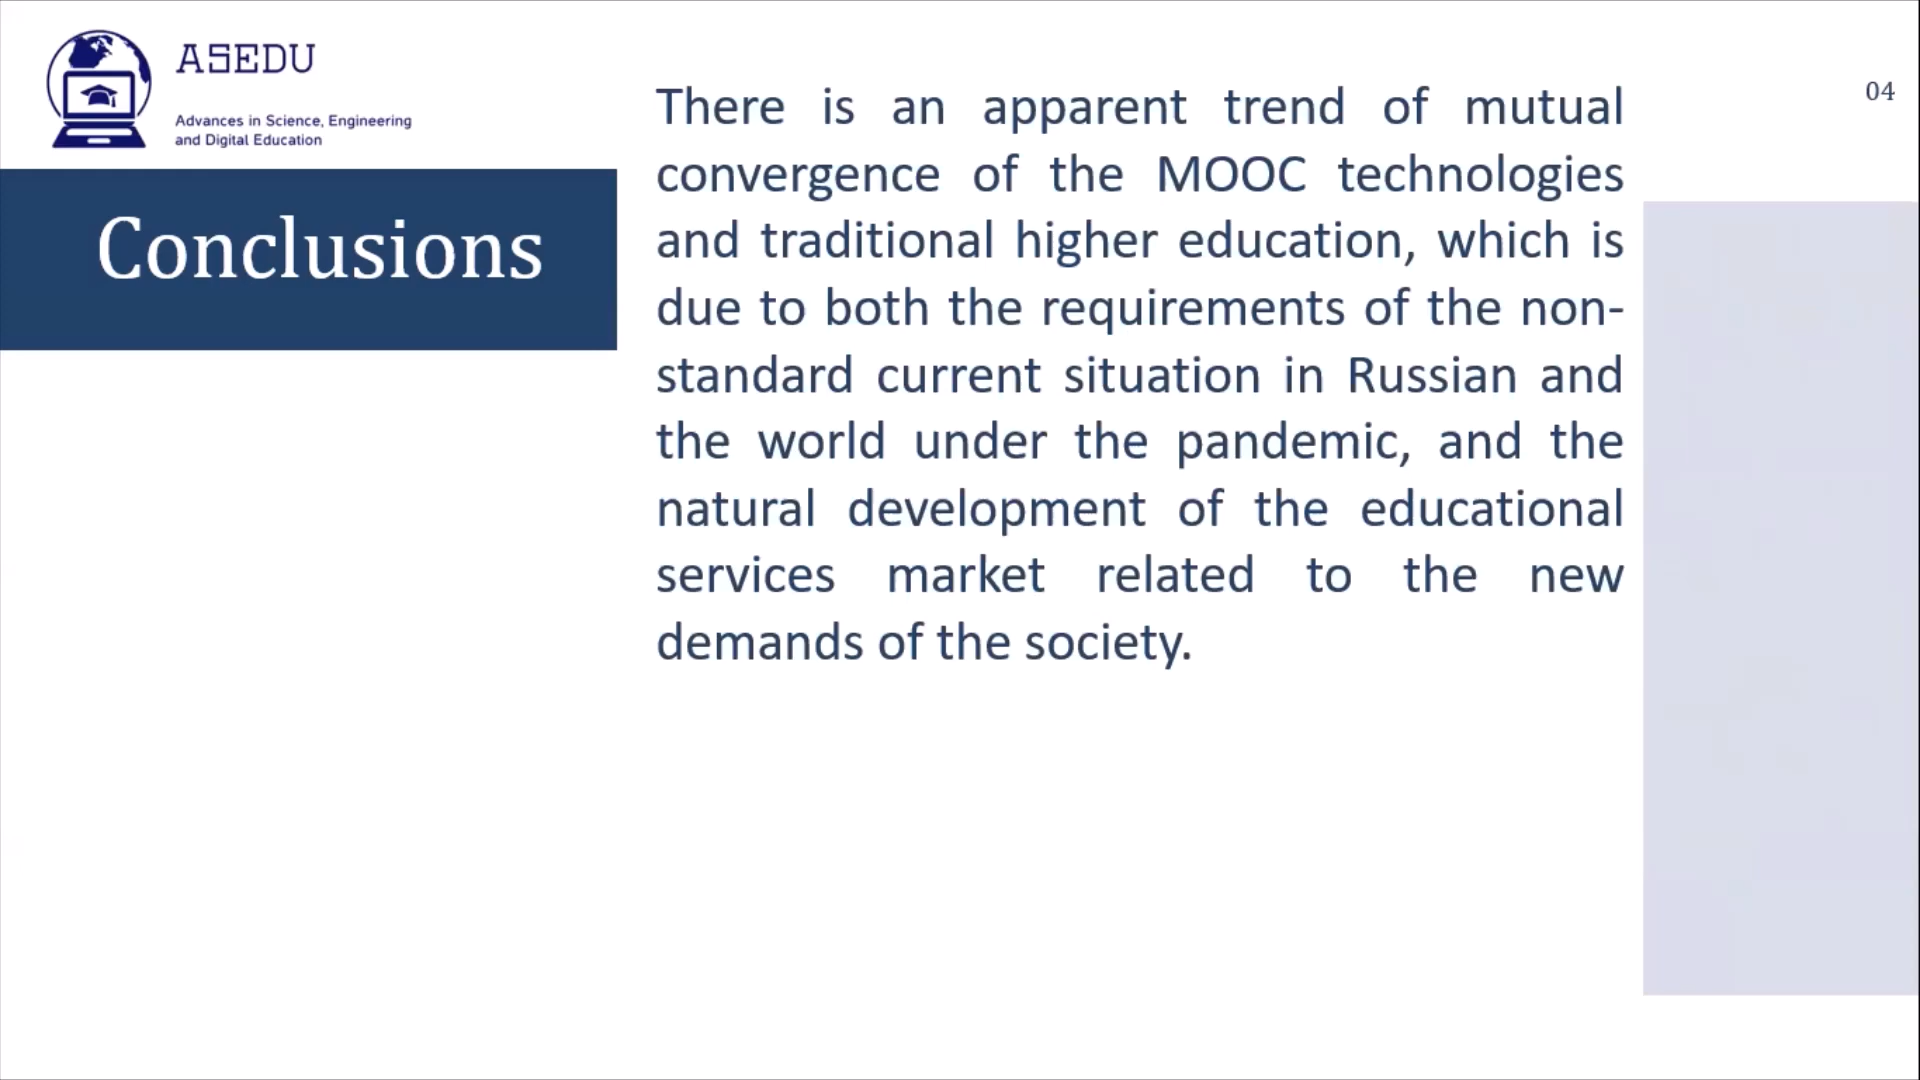 ASEDU
Advances in Science, Engineering
and Digital Education
Conclusions
There is an apparent trend of mutual
convergence of the MOOC technologies
and traditional higher education, which is
due to both the requirements of the non-
standard current situation in Russian and
the world under the pandemic, and the
natural development of the educational
services market related to the new
demands of the society.
04